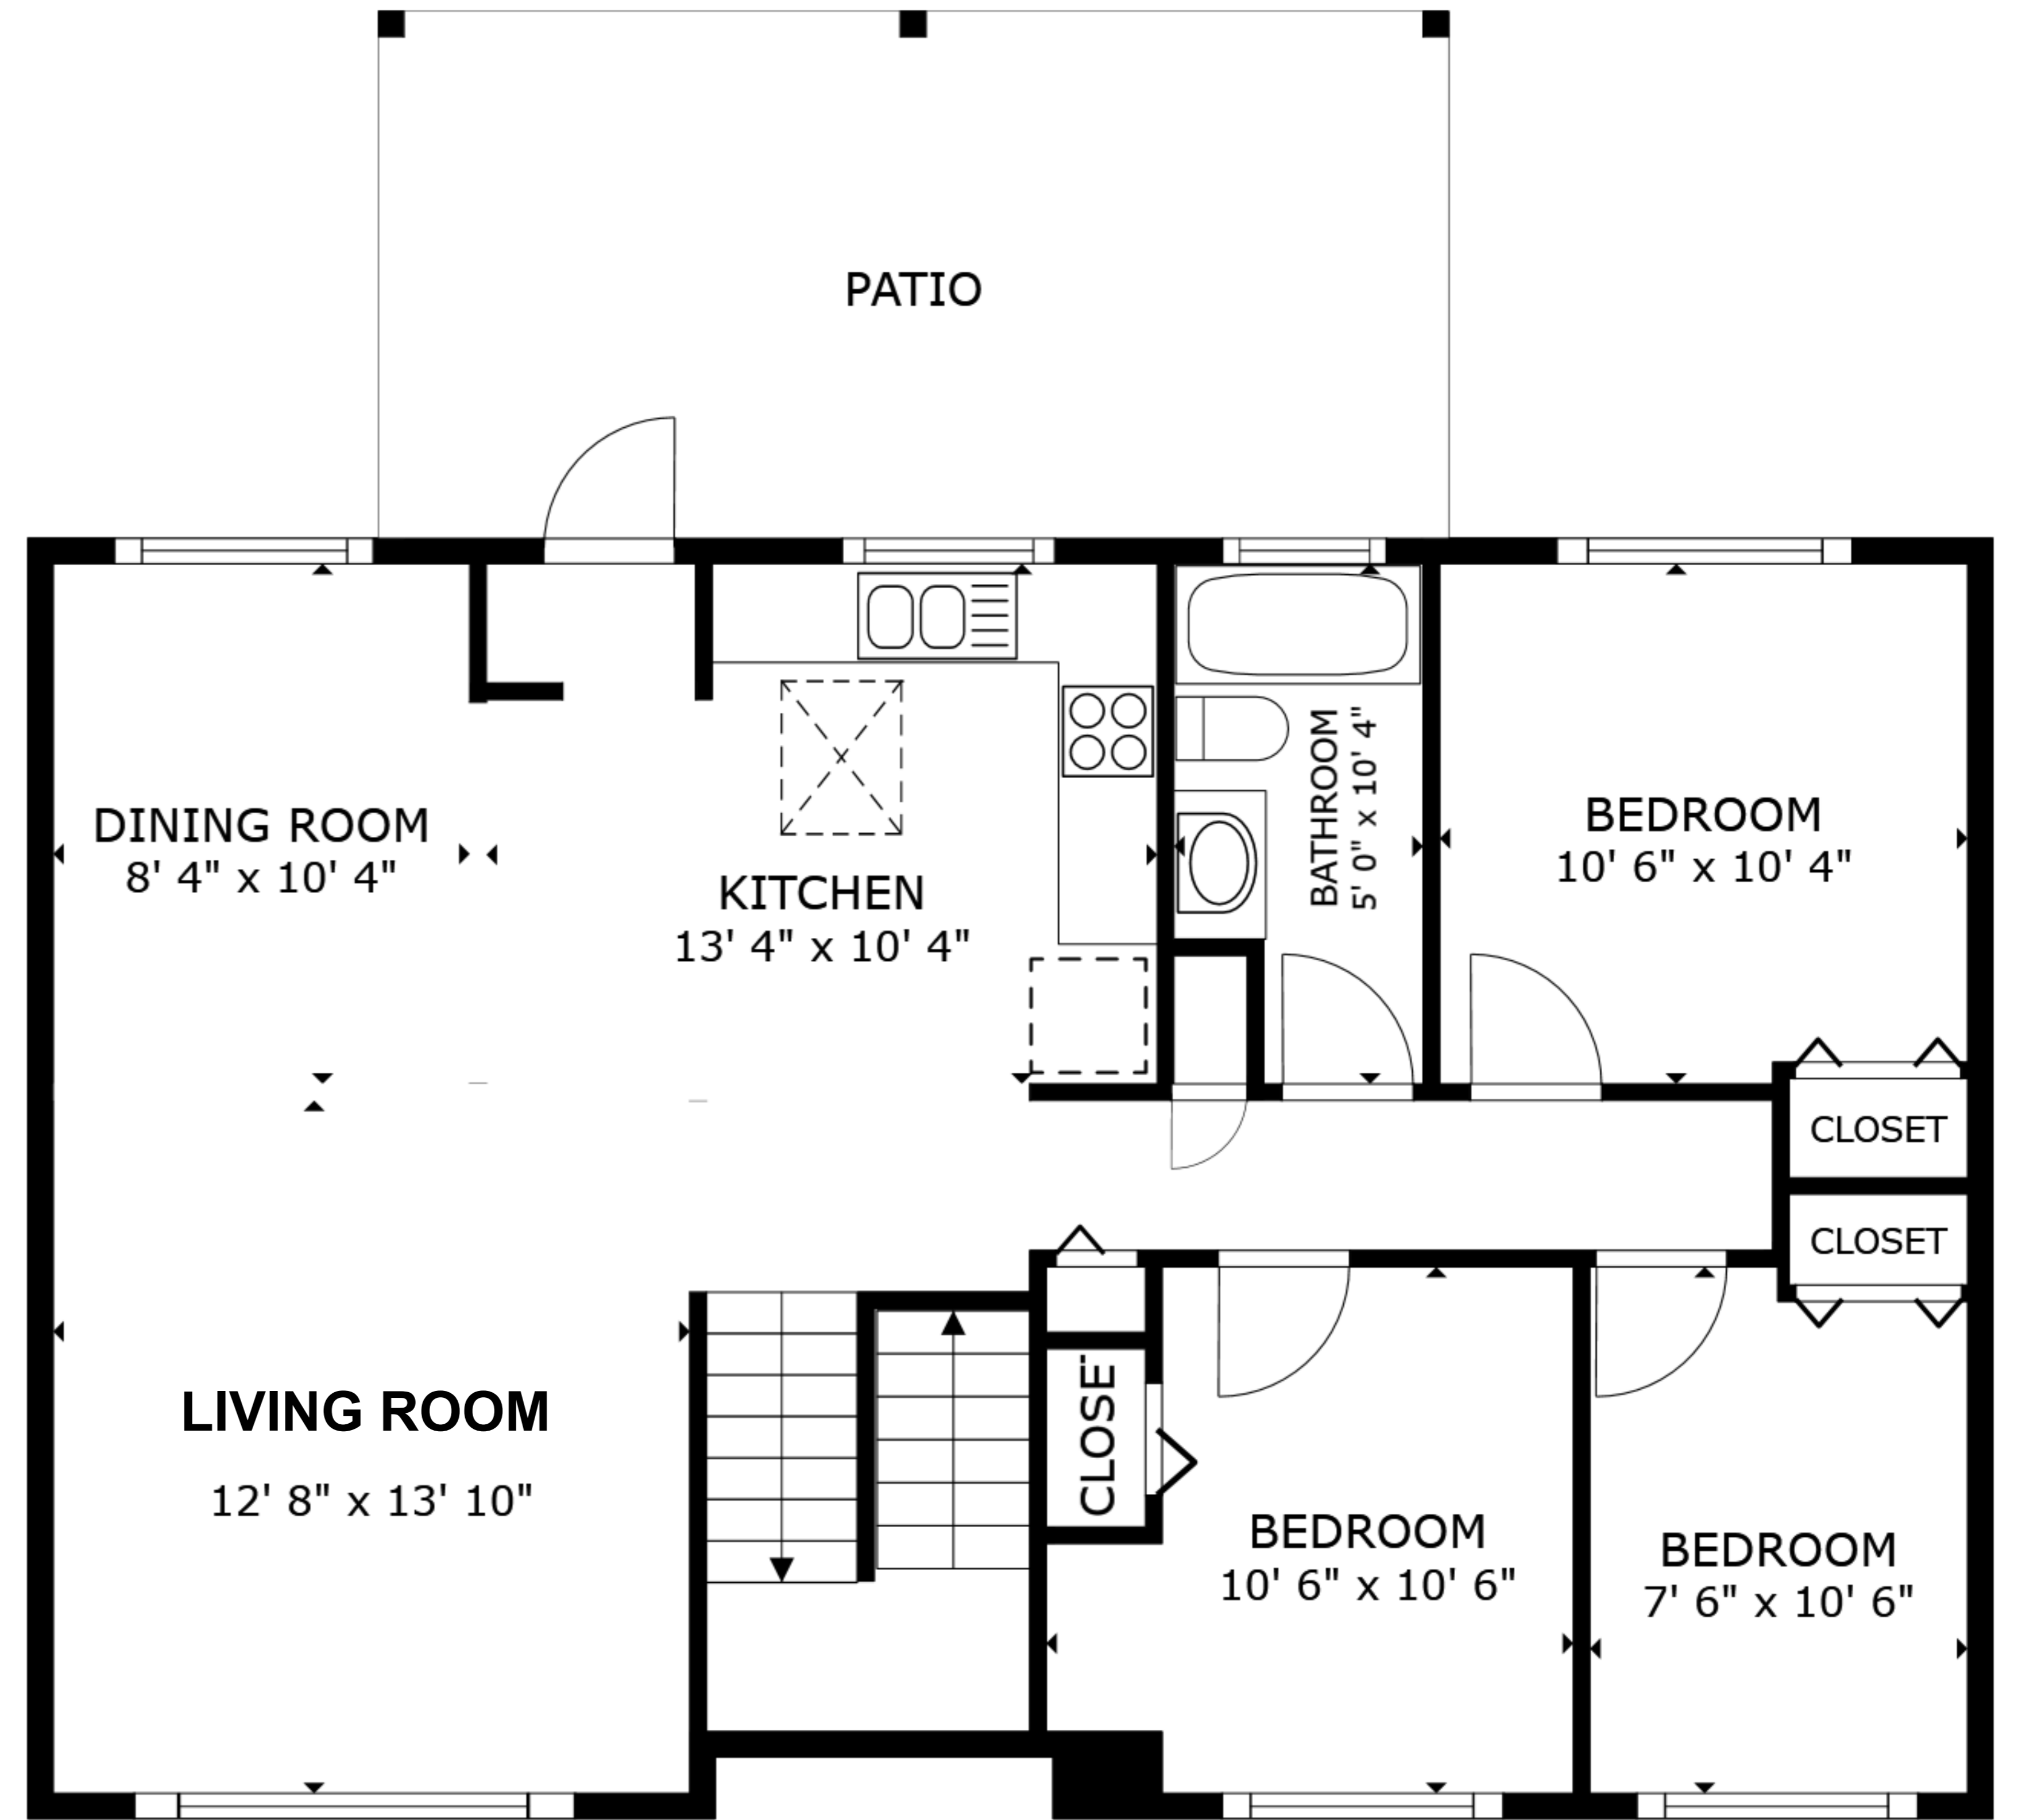 PATIO
DINING ROOM
8' 4" x 10' 4"
KITCHEN
13' 4" x 10' 4"
BATHROOM
5' 0" x 10' 4"
BEDROOM
10' 6" x 10' 4"
CLOSET
CLOSET
LIVING ROOM
12' 8" x 13' 10"
CLOSE
BEDROOM
10' 6" x 10' 6"
BEDROOM
7' 6" x 10' 6"